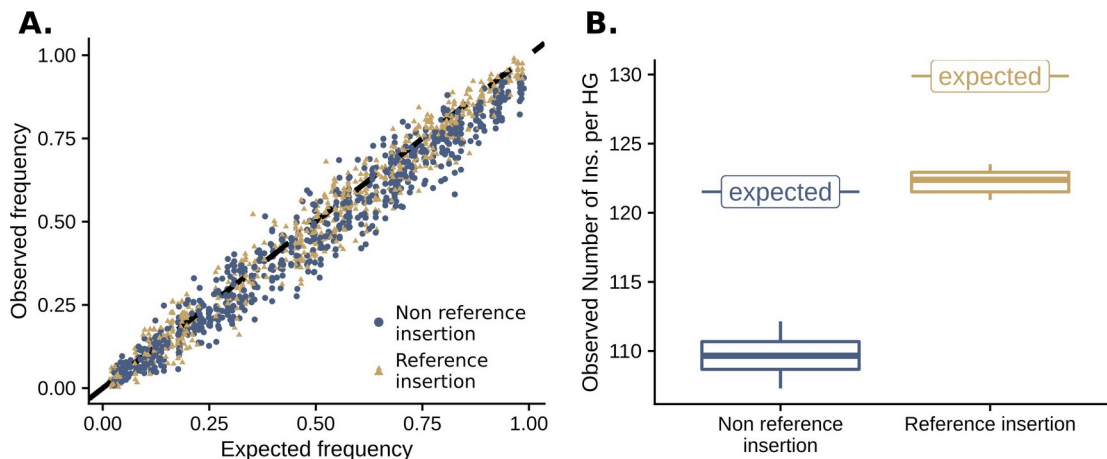 A.
Observed frequency
1.00
0.75
0.50
0.25
0.00
0.00 0.25 0.50 0.75 1.00
Expected frequency
Non reference
insertion
Reference
insertion
B.
Observed Number of Ins. per HG
130
125
120
115
110
expected
expected
Non reference
insertion
Reference insertion